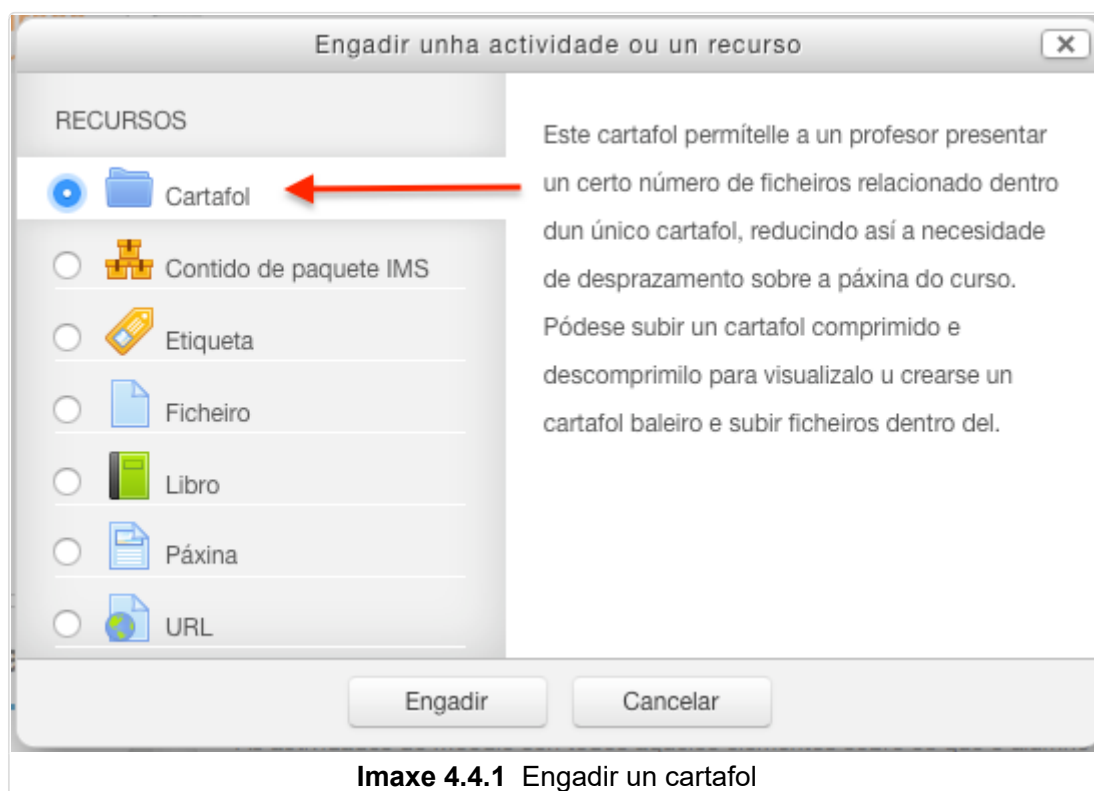 Engadir unha actividade ou un recurso
RECURSOS
Cartafol
Contido de paquete IMS
Etiqueta
Ficheiro
Libro
Páxina
URL
Este cartafol permítelle a un profesor presentar
un certo número de ficheiros relacionado dentro
dun único cartafol, reducindo así a necesidade
de desprazamento sobre a páxina do curso.
Pódese subir un cartafol comprimido e
descomprimilo para visualizalo u crearse un
cartafol baleiro e subir ficheiros dentro del.
Engadir
Cancelar
Imaxe 4.4.1 Engadir un cartafol